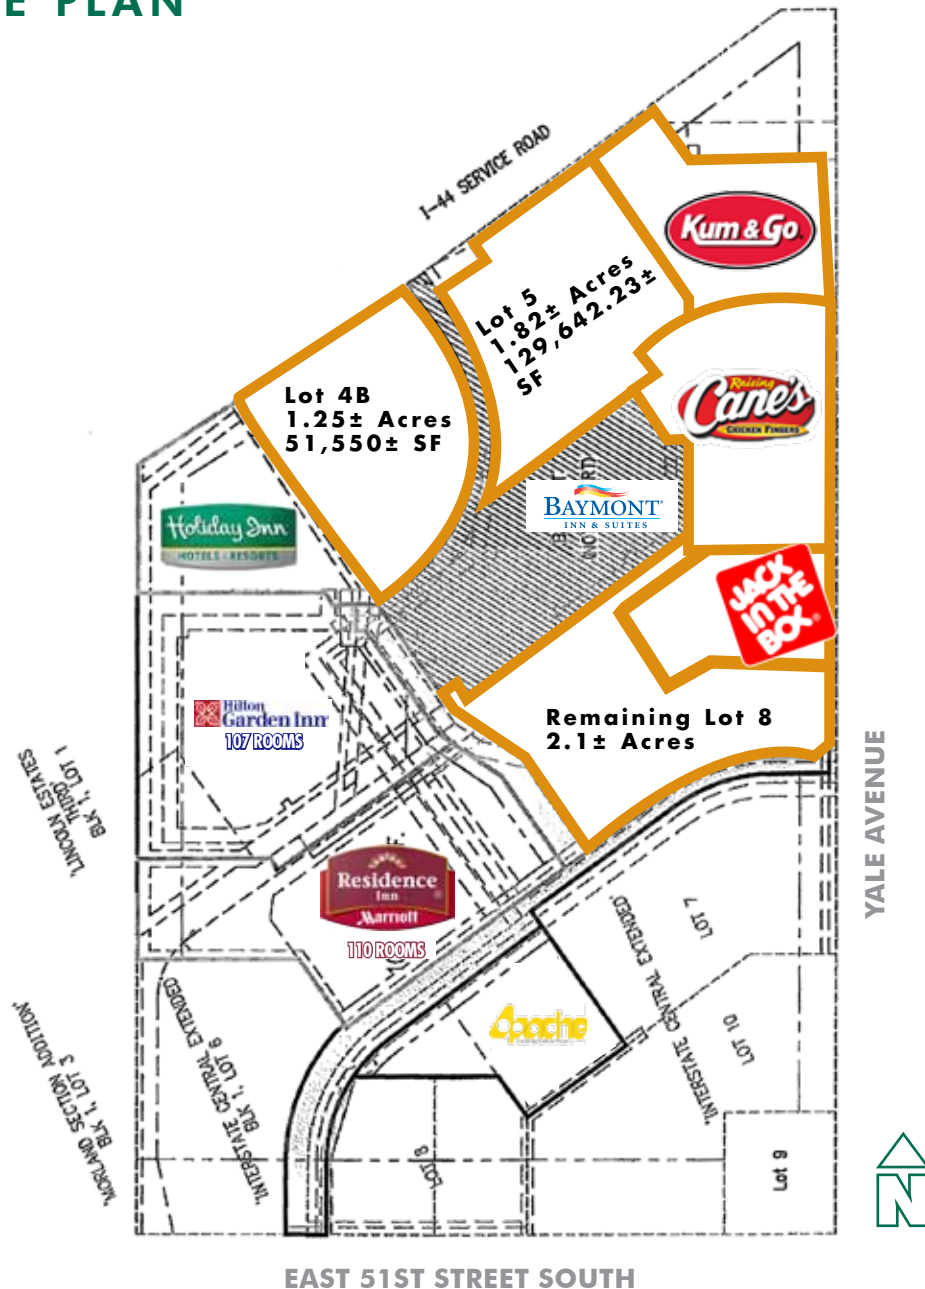 E PLAN
I-44 SERVICE ROAD
Kum & Go
Lot 5
1.82± Acres
129,642.23±
SF
Lot 4B
1.25± Acres
51,550± SF
Raising
Cane's
CHICKEN FINGERS
BAYMONT
INN & SUITES
Holiday Inn
HOTELS · RESORTS
JACK
IN THE
BOX
Hilton
Garden Inn
107 ROOMS
Remaining Lot 8
2.1± Acres
YALE AVENUE
"LINCOLN ESTATES
THIRD"
BLK 1, LOT 1
Residence
Inn
Marriott
110 ROOMS
LOT 7
"INTERSTATE CENTRAL EXTENDED"
LOT 10
Apache
"MORLAND SECTION ADDITION"
BLK 1, LOT 3
"INTERSTATE CENTRAL EXTENDED
BLK 1, LOT 6
LOT 8
Lot 9
N
EAST 51ST STREET SOUTH